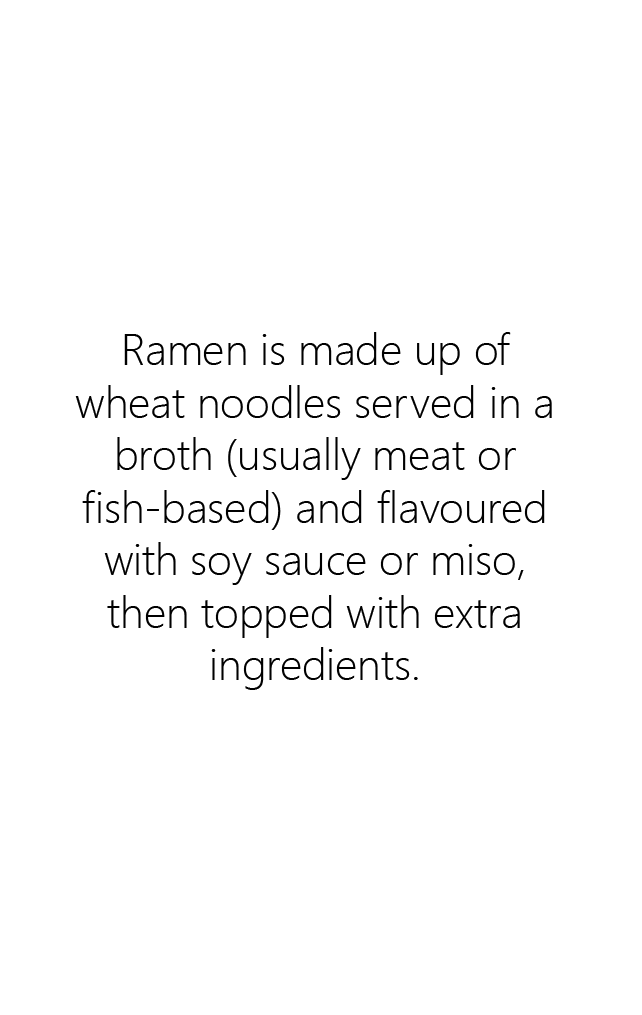 Ramen is made up of
wheat noodles served in a
broth (usually meat or
fish-based) and flavoured
with soy sauce or miso,
then topped with extra
ingredients.